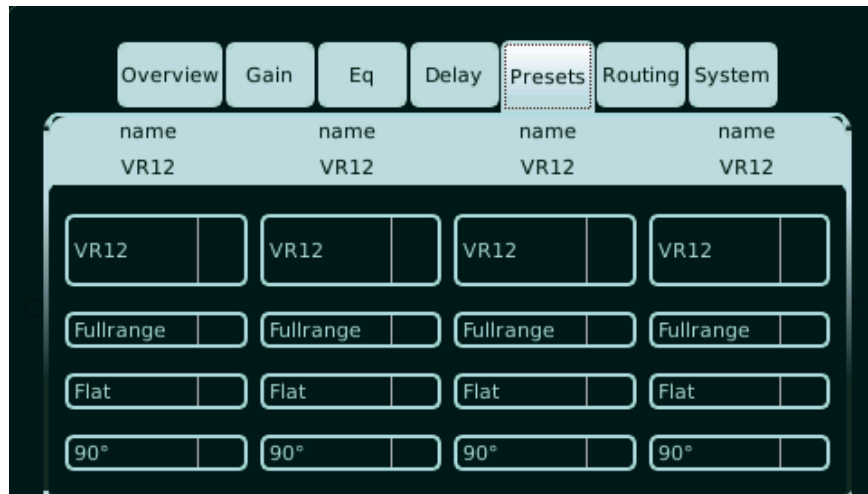 Overview Gain Eq Delay Presets Routing System
name name name name
VR12 VR12 VR12 VR12
VR12 VR12 VR12 VR12
Fullrange Fullrange Fullrange Fullrange
Flat Flat Flat Flat
90° 90° 90° 90°